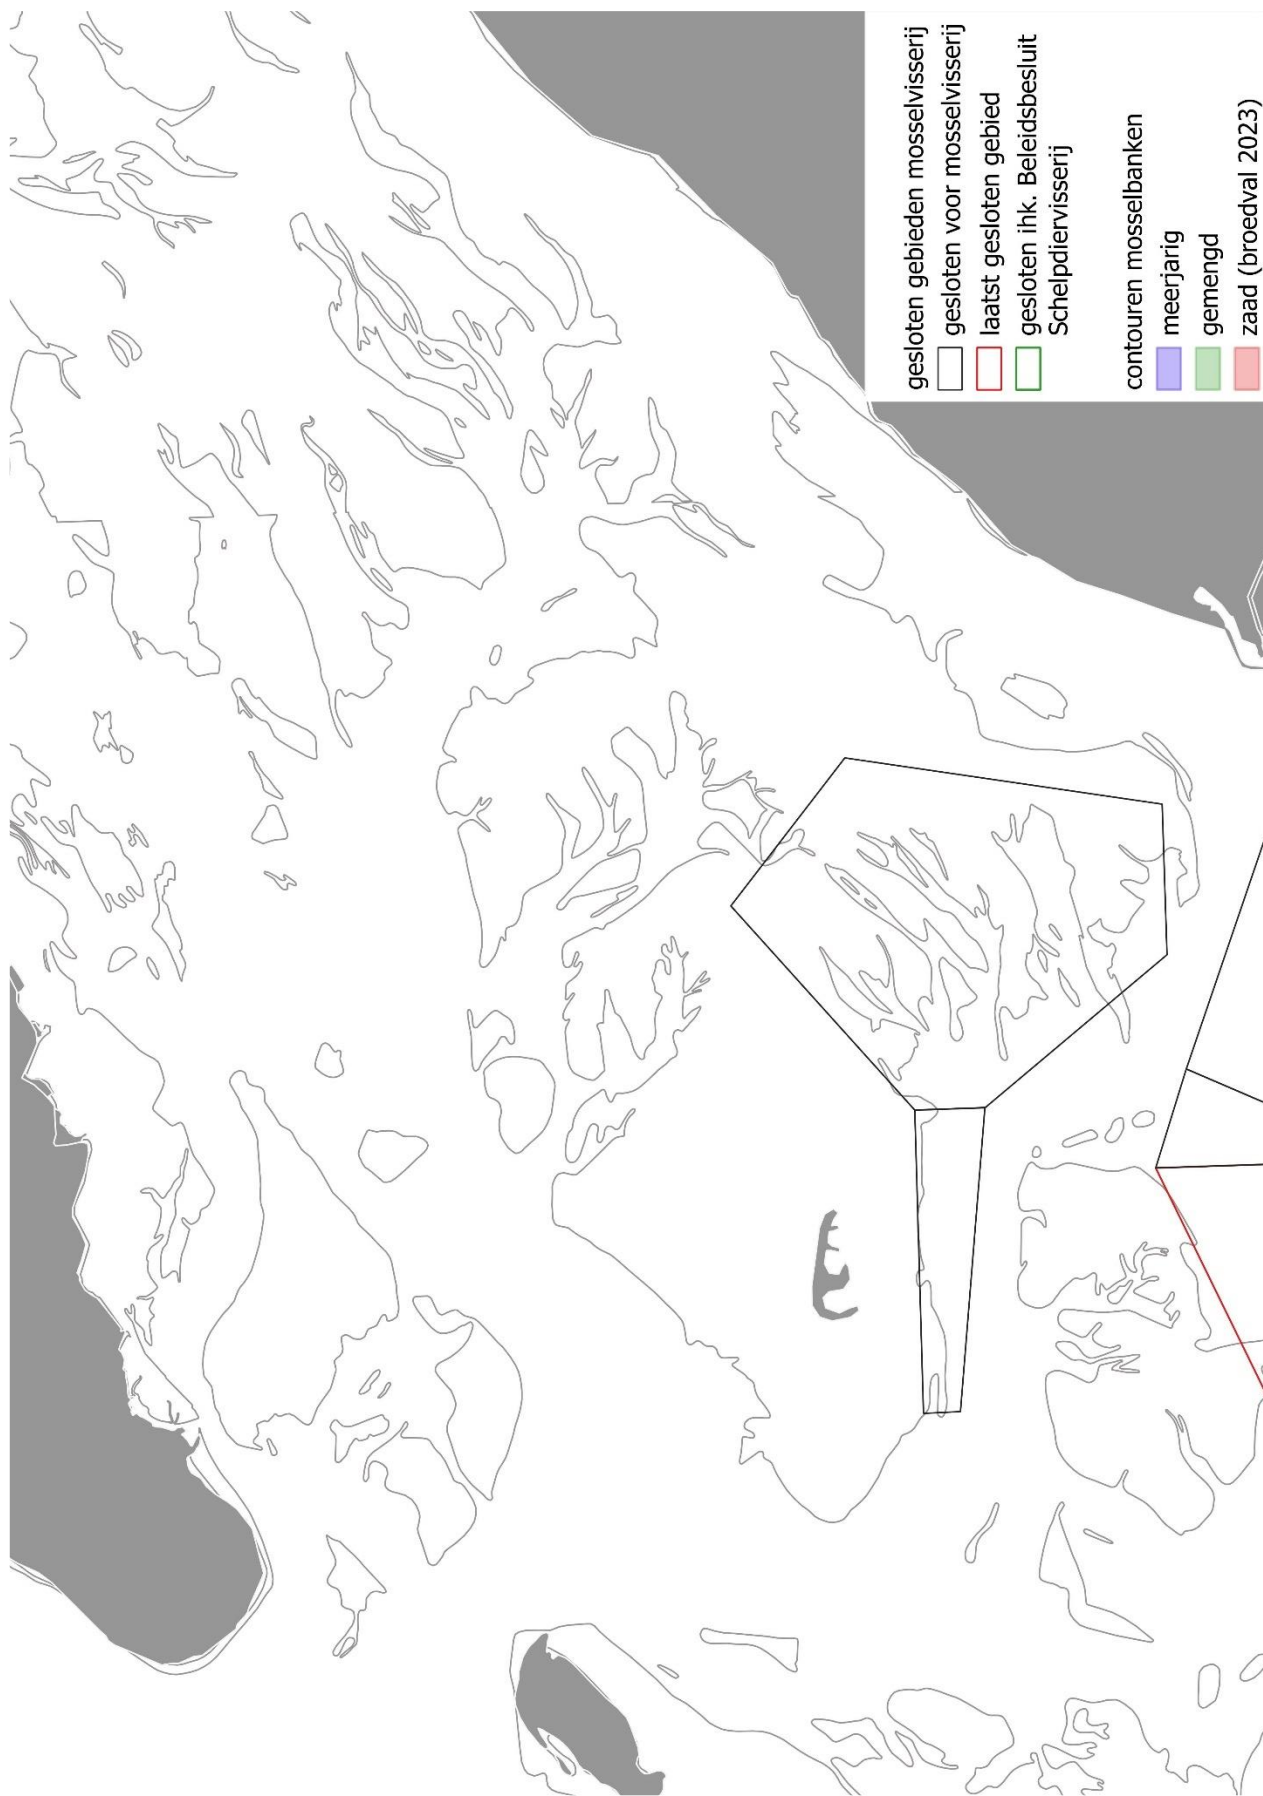 gesloten gebieden mosselvisserij
gesloten voor mosselvisserij
laatst gesloten gebied
gesloten ihk. Beleidsbesluit
Schelpdiervisserij
contouren mosselbanken
meerjarig
gemengd
zaad (broedval 2023)